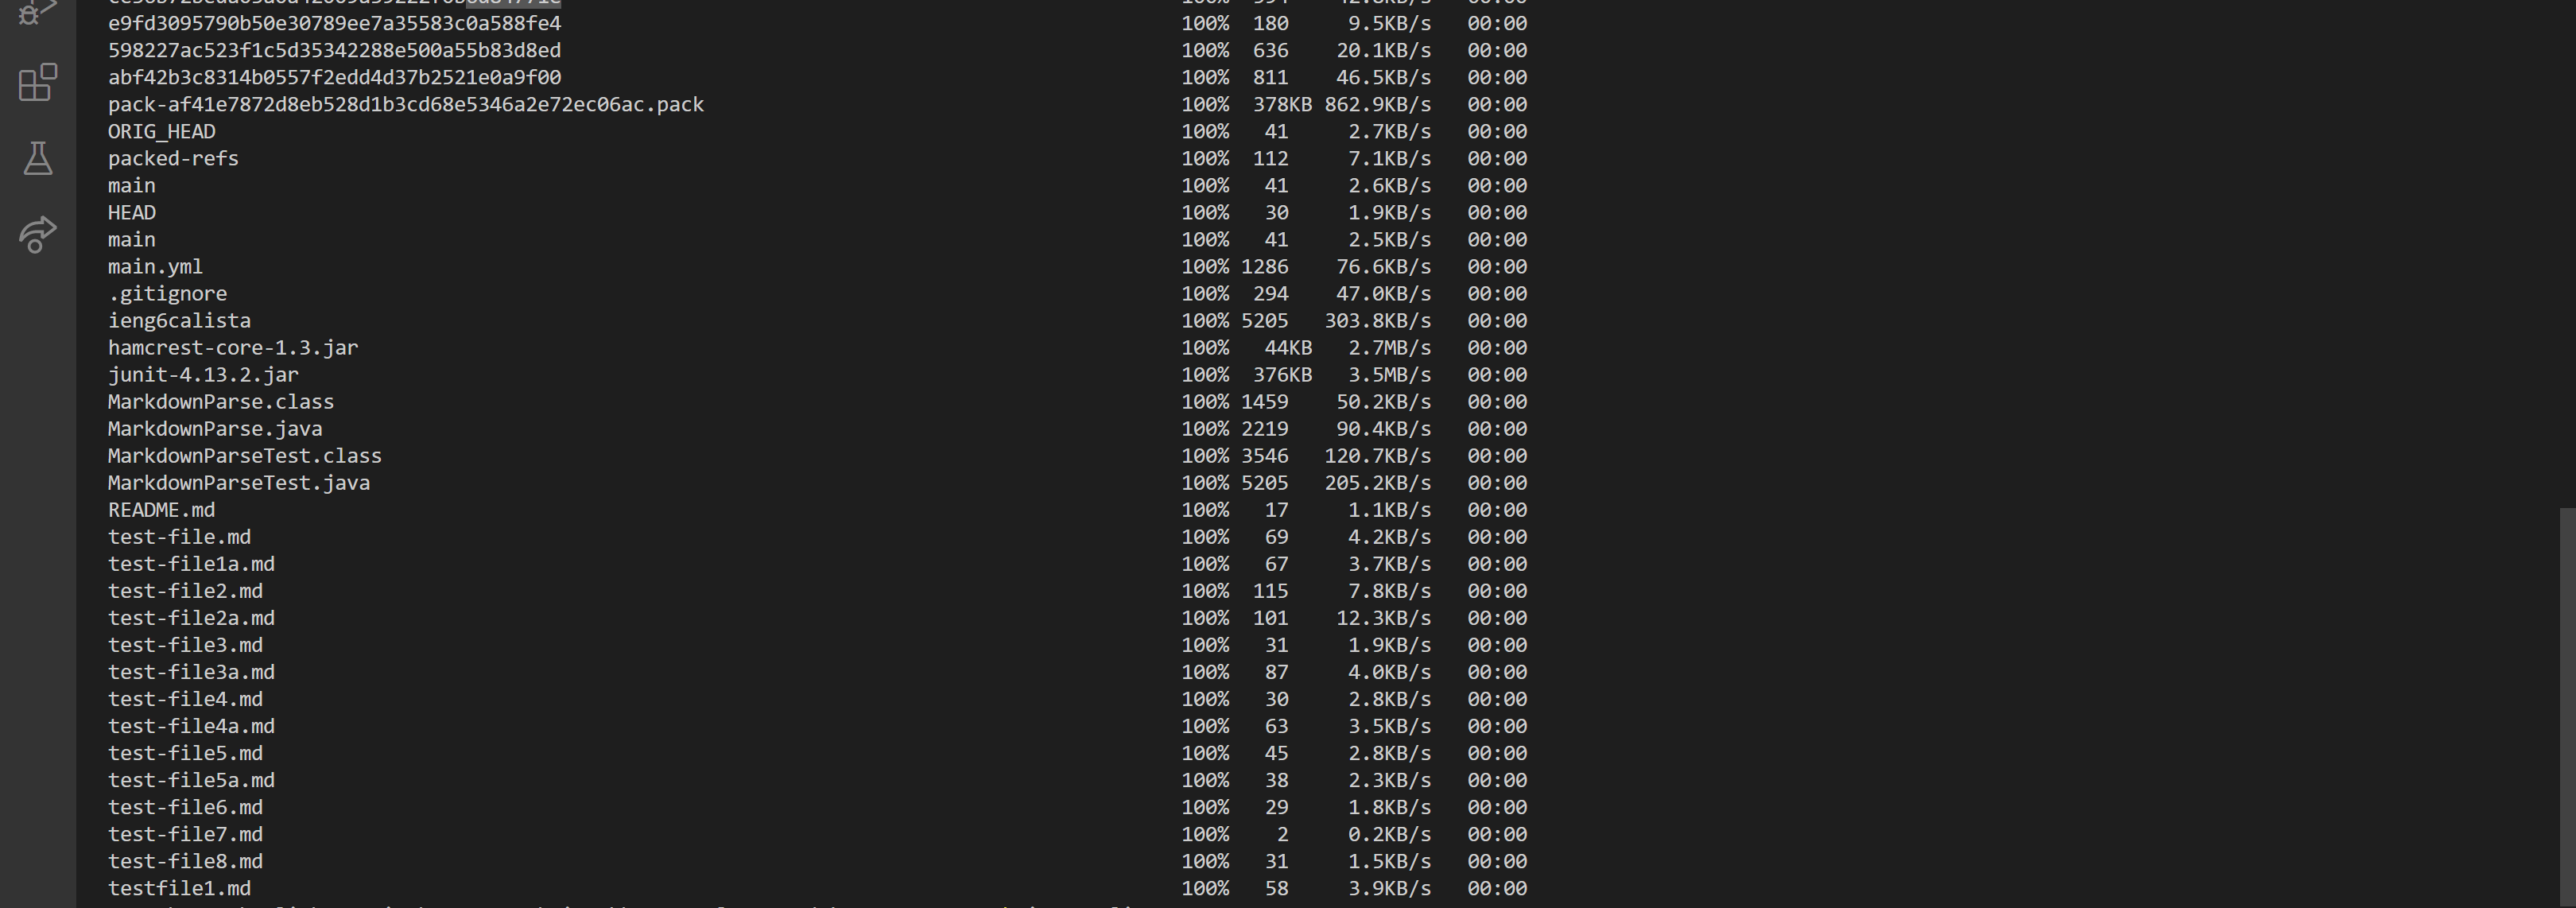 e9fd3095790b50e30789ee7a35583c0a588fe4 100% 180 9.5KB/s 00:00
598227ac523f1c5d35342288e500a55b83d8ed 100% 636 20.1KB/s 00:00
abf42b3c8314b0557f2edd4d37b2521e0a9f00 100% 811 46.5KB/s 00:00
pack-af41e7872d8eb528d1b3cd68e5346a2e72ec06ac.pack 100% 378KB 862.9KB/s 00:00
ORIG_HEAD 100% 41 2.7KB/s 00:00
packed-refs 100% 112 7.1KB/s 00:00
main 100% 41 2.6KB/s 00:00
HEAD 100% 30 1.9KB/s 00:00
main 100% 41 2.5KB/s 00:00
main.yml 100% 1286 76.6KB/s 00:00
.gitignore 100% 294 47.0KB/s 00:00
ieng6calista 100% 5205 303.8KB/s 00:00
hamcrest-core-1.3.jar 100% 44KB 2.7MB/s 00:00
junit-4.13.2.jar 100% 376KB 3.5MB/s 00:00
MarkdownParse.class 100% 1459 50.2KB/s 00:00
MarkdownParse.java 100% 2219 90.4KB/s 00:00
MarkdownParseTest.class 100% 3546 120.7KB/s 00:00
MarkdownParseTest.java 100% 5205 205.2KB/s 00:00
README.md 100% 17 1.1KB/s 00:00
test-file.md 100% 69 4.2KB/s 00:00
test-file1a.md 100% 67 3.7KB/s 00:00
test-file2.md 100% 115 7.8KB/s 00:00
test-file2a.md 100% 101 12.3KB/s 00:00
test-file3.md 100% 31 1.9KB/s 00:00
test-file3a.md 100% 87 4.0KB/s 00:00
test-file4.md 100% 30 2.8KB/s 00:00
test-file4a.md 100% 63 3.5KB/s 00:00
test-file5.md 100% 45 2.8KB/s 00:00
test-file5a.md 100% 38 2.3KB/s 00:00
test-file6.md 100% 29 1.8KB/s 00:00
test-file7.md 100% 2 0.2KB/s 00:00
test-file8.md 100% 31 1.5KB/s 00:00
testfile1.md 100% 58 3.9KB/s 00:00